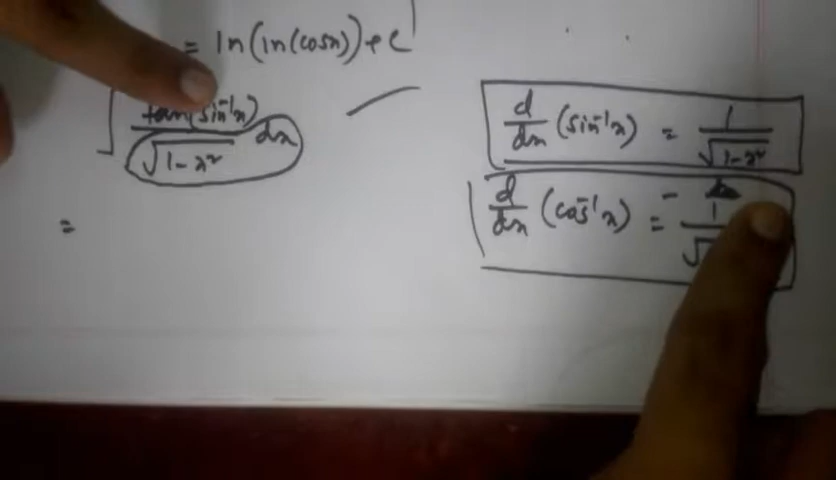 = ln(ln(cosx)) + c
∫ tan(sin⁻¹x) / √1-x² dx
=
d/dx (sin⁻¹x) = 1/√1-x²
d/dx (cos⁻¹x) = - 1/√